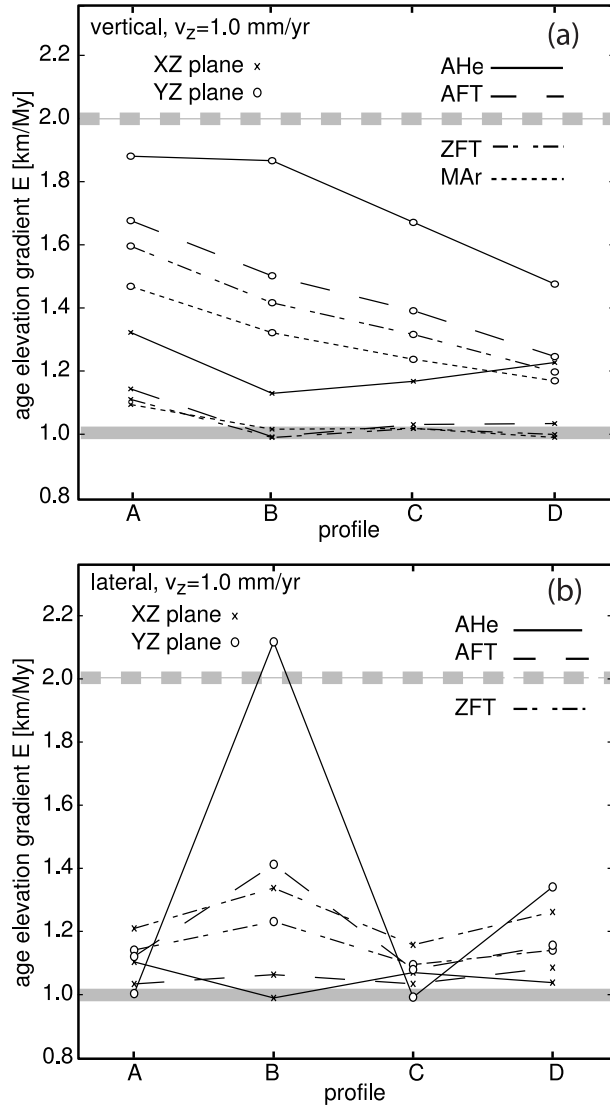 vertical, vz=1.0 mm/yr (a)
XZ plane × AHe
YZ plane ○ AFT
ZFT
MAr
2.2
2.0
1.8
1.6
1.4
1.2
1.0
0.8
age elevation gradient E [km/My]
A B C D
profile
lateral, vz=1.0 mm/yr (b)
XZ plane ×
YZ plane ○
AHe
AFT
ZFT
2.2
2.0
1.8
1.6
1.4
1.2
1.0
0.8
age elevation gradient E [km/My]
A B C D
profile